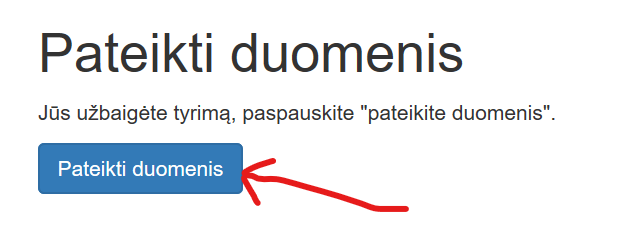 Pateikti duomenis
Jūs užbaigėte tyrimą, paspauskite "pateikite duomenis".
Pateikti duomenis